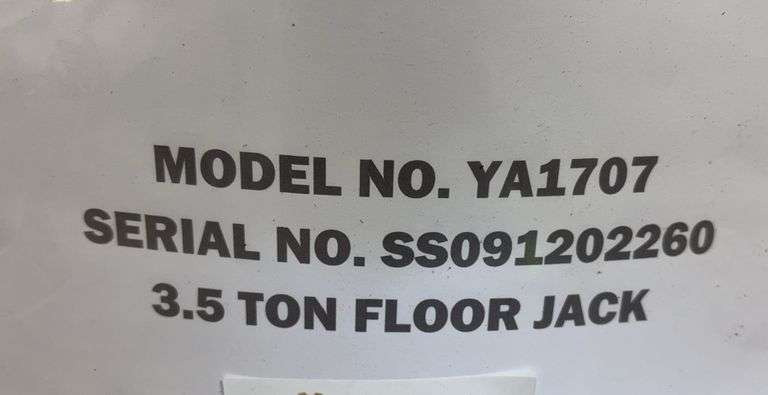 MODEL NO. YA1707
SERIAL NO. SS091202260
3.5 TON FLOOR JACK